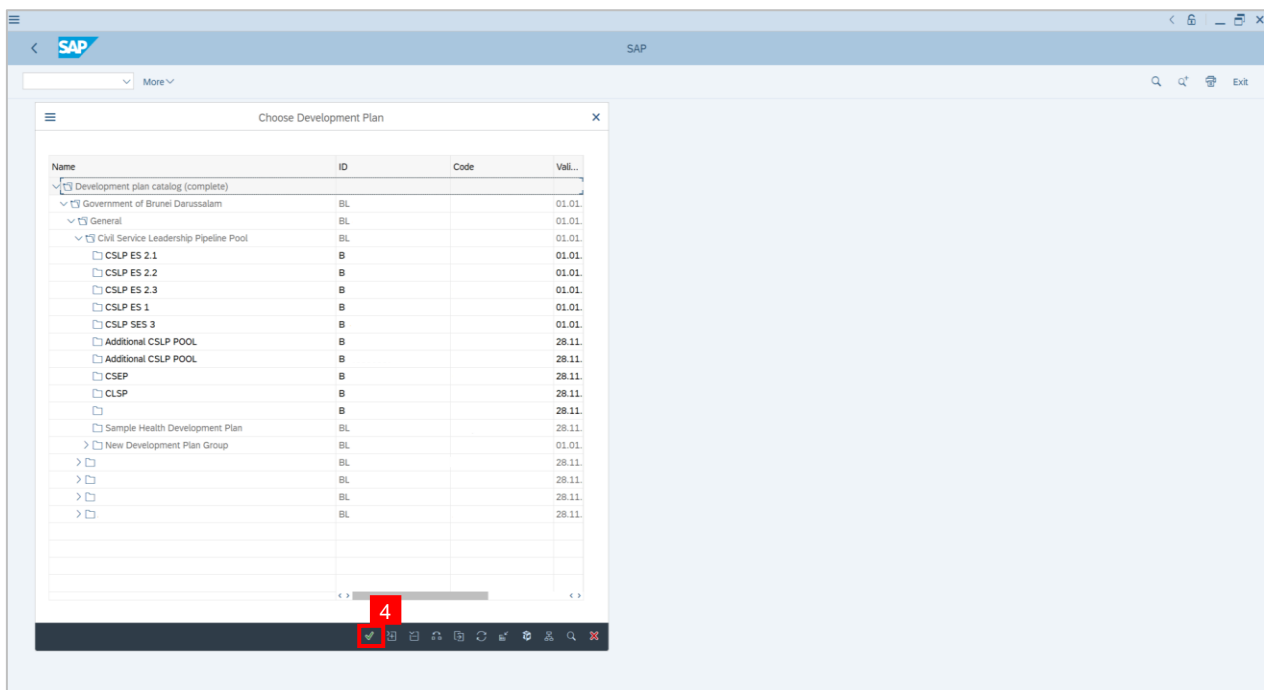 SAP
SAP
More
Exit
Choose Development Plan
Name ID Code Vali...
Development plan catalog (complete)
Government of Brunei Darussalam BL 01.01.
General BL 01.01.
Civil Service Leadership Pipeline Pool BL 01.01.
CSLP ES 2.1 B 01.01.
CSLP ES 2.2 B 01.01.
CSLP ES 2.3 B 01.01.
CSLP ES 1 B 01.01.
CSLP SES 3 B 01.01.
Additional CSLP POOL B 28.11.
Additional CSLP POOL B 28.11.
CSEP B 28.11.
CLSP B 28.11.
B 28.11.
Sample Health Development Plan BL 28.11.
New Development Plan Group BL 01.01.
BL 28.11.
BL 28.11.
BL 28.11.
BL 28.11.
4